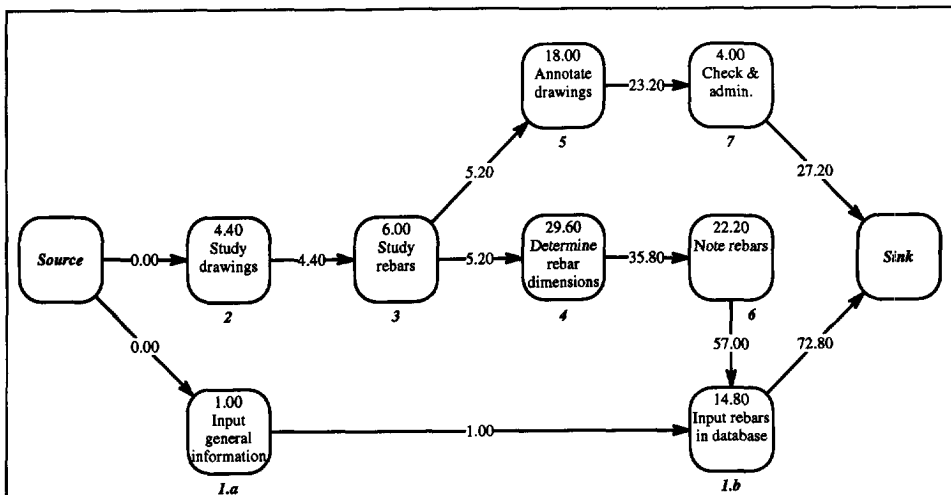 18.00
Annotate
drawings
5
23.20
4.00
Check &
admin.
7
5.20
27.20
Source
0.00
4.40
Study
drawings
2
4.40
6.00
Study
rebars
3
5.20
29.60
Determine
rebar
dimensions
4
35.80
22.20
Note rebars
6
Sink
0.00
57.00
72.80
1.00
Input
general
information
1.a
1.00
14.80
Input rebars
in database
1.b